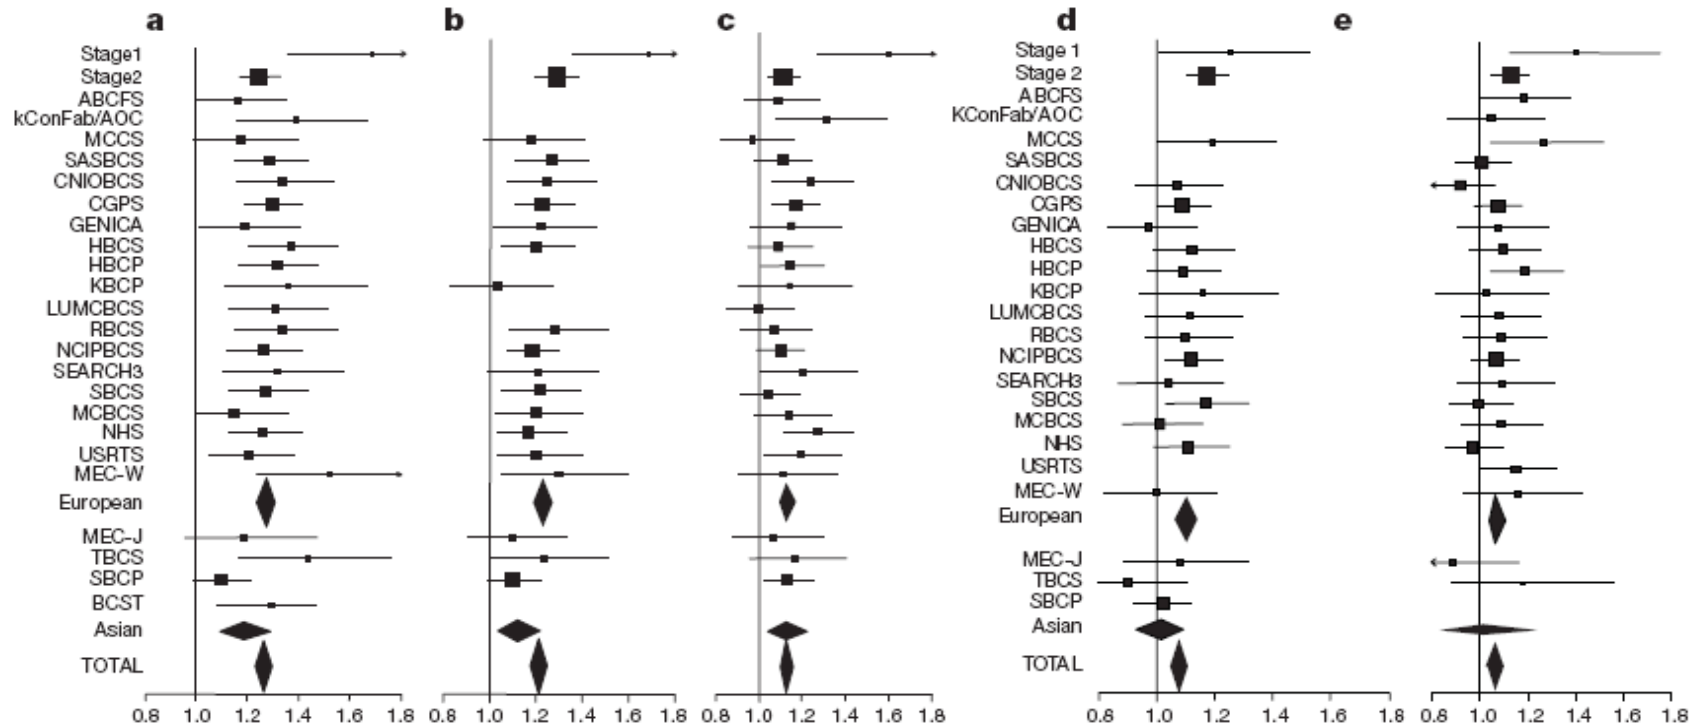 a b c d e
Stage1
Stage2
ABCFS
kConFab/AOC
MCCS
SASBCS
CNIOBCS
CGPS
GENICA
HBCS
HBCP
KBCP
LUMCBCS
RBCS
NCIPBCS
SEARCH3
SBCS
MCBCS
NHS
USRTS
MEC-W
European
MEC-J
TBCS
SBCP
BCST
Asian
TOTAL
0.8 1.0 1.2 1.4 1.6 1.8
0.8 1.0 1.2 1.4 1.6 1.8
0.8 1.0 1.2 1.4 1.6 1.8
Stage 1
Stage 2
ABCFS
KConFab/AOC
MCCS
SASBCS
CNIOBCS
CGPS
GENICA
HBCS
HBCP
KBCP
LUMCBCS
RBCS
NCIPBCS
SEARCH3
SBCS
MCBCS
NHS
USRTS
MEC-W
European
MEC-J
TBCS
SBCP
Asian
TOTAL
0.8 1.0 1.2 1.4 1.6 1.8
0.8 1.0 1.2 1.4 1.6 1.8